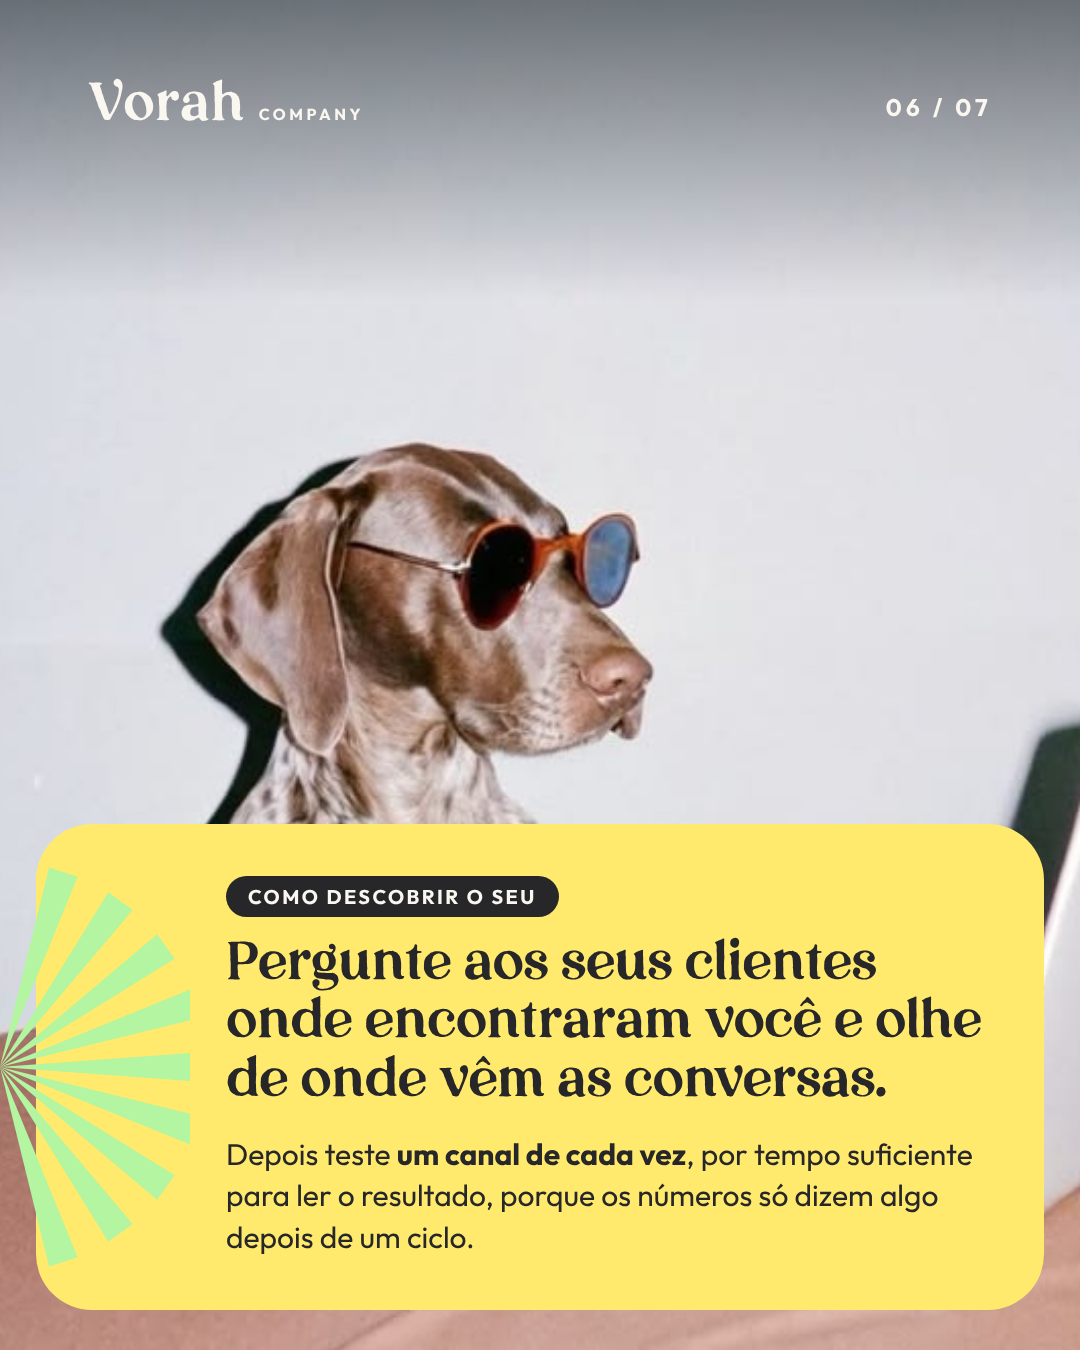 Vorah COMPANY
06 / 07
COMO DESCOBRIR O SEU
Pergunte aos seus clientes
onde encontraram você e olhe
de onde vêm as conversas.
Depois teste um canal de cada vez, por tempo suficiente
para ler o resultado, porque os números só dizem algo
depois de um ciclo.